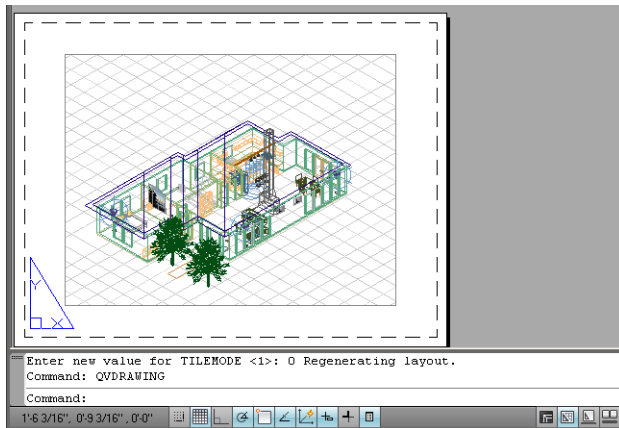 Y
X
Enter new value for TILEMODE <1>: 0 Regenerating layout.
Command: QVDRAWING
Command:
1'-6 3/16", 0'-9 3/16", 0'-0"